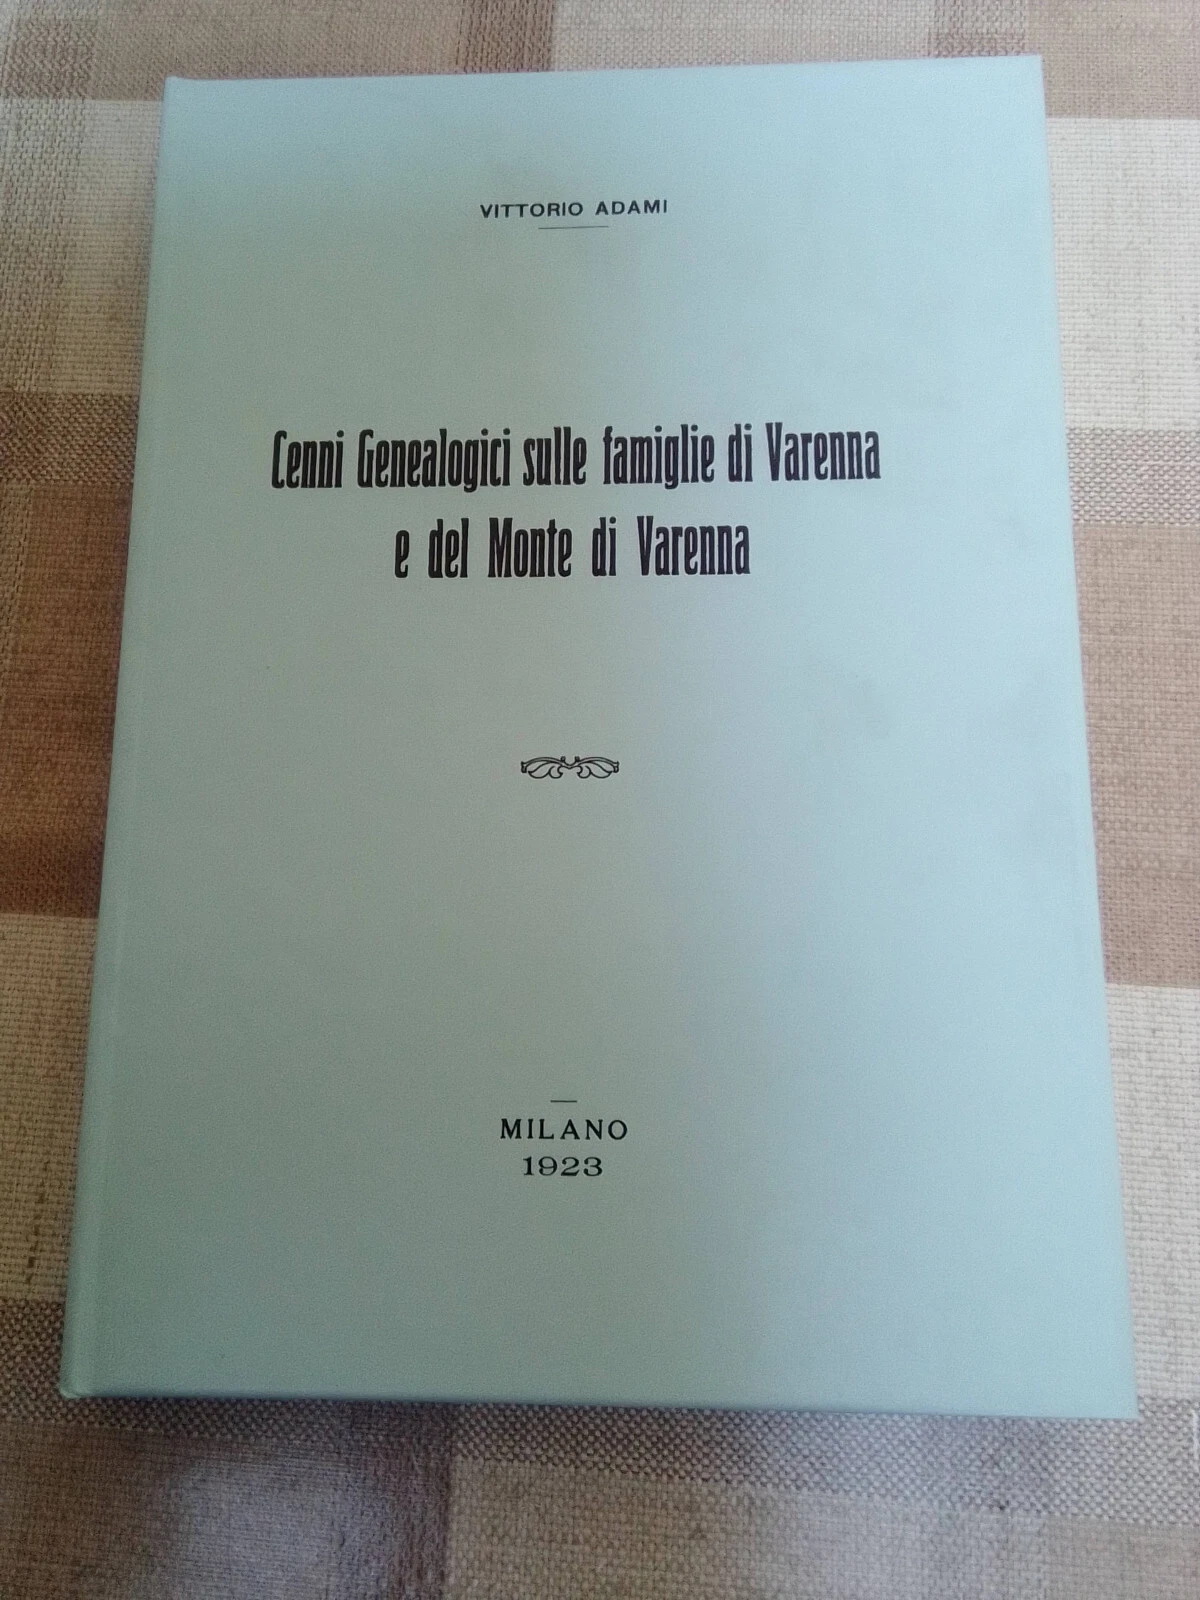 VITTORIO ADAMI
Cenni Genealogici sulle famiglie di Varenna
e del Monte di Varenna
MILANO
1923